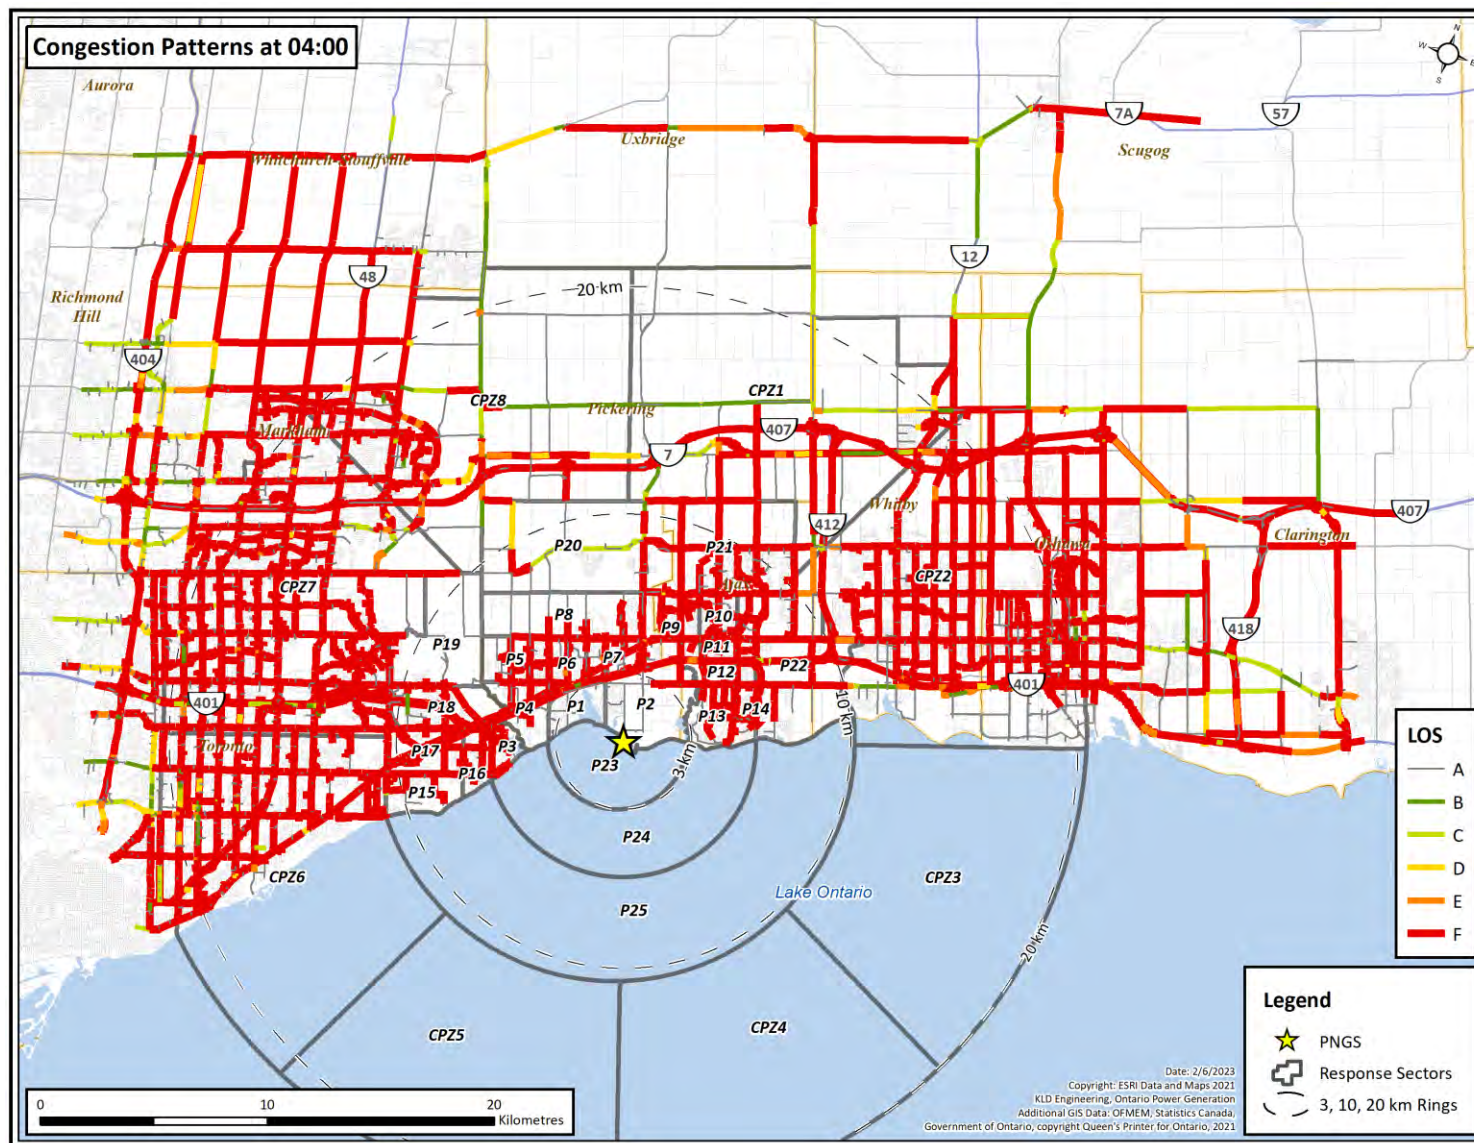 Congestion Patterns at 04:00
N
W
E
S
Aurora
7A
57
Uxbridge
Scugog
Whitchurch-Stouffville
12
48
20 km
Richmond
Hill
404
CPZ1
CPZ8
Pickering
407
Markham
7
Whitby
407
412
Clarington
P20
P21
Oshawa
CPZ2
Ajax
CPZ7
P8
P10
P9
418
P19
P11
P5
P6
P7
P22
P12
401
401
P18
P4
P1
P2
10 km
P13
P14
Toronto
P17
P3
P23
3 km
P16
P15
P24
CPZ6
CPZ3
Lake Ontario
P25
20 km
CPZ5
CPZ4
LOS
A
B
C
D
E
F
Legend
PNGS
Response Sectors
3, 10, 20 km Rings
0
10
20
Kilometres
Date: 2/6/2023
Copyright: ESRI Data and Maps 2021
KLD Engineering, Ontario Power Generation
Additional GIS Data: OFMEM, Statistics Canada,
Government of Ontario, copyright Queen's Printer for Ontario, 2021